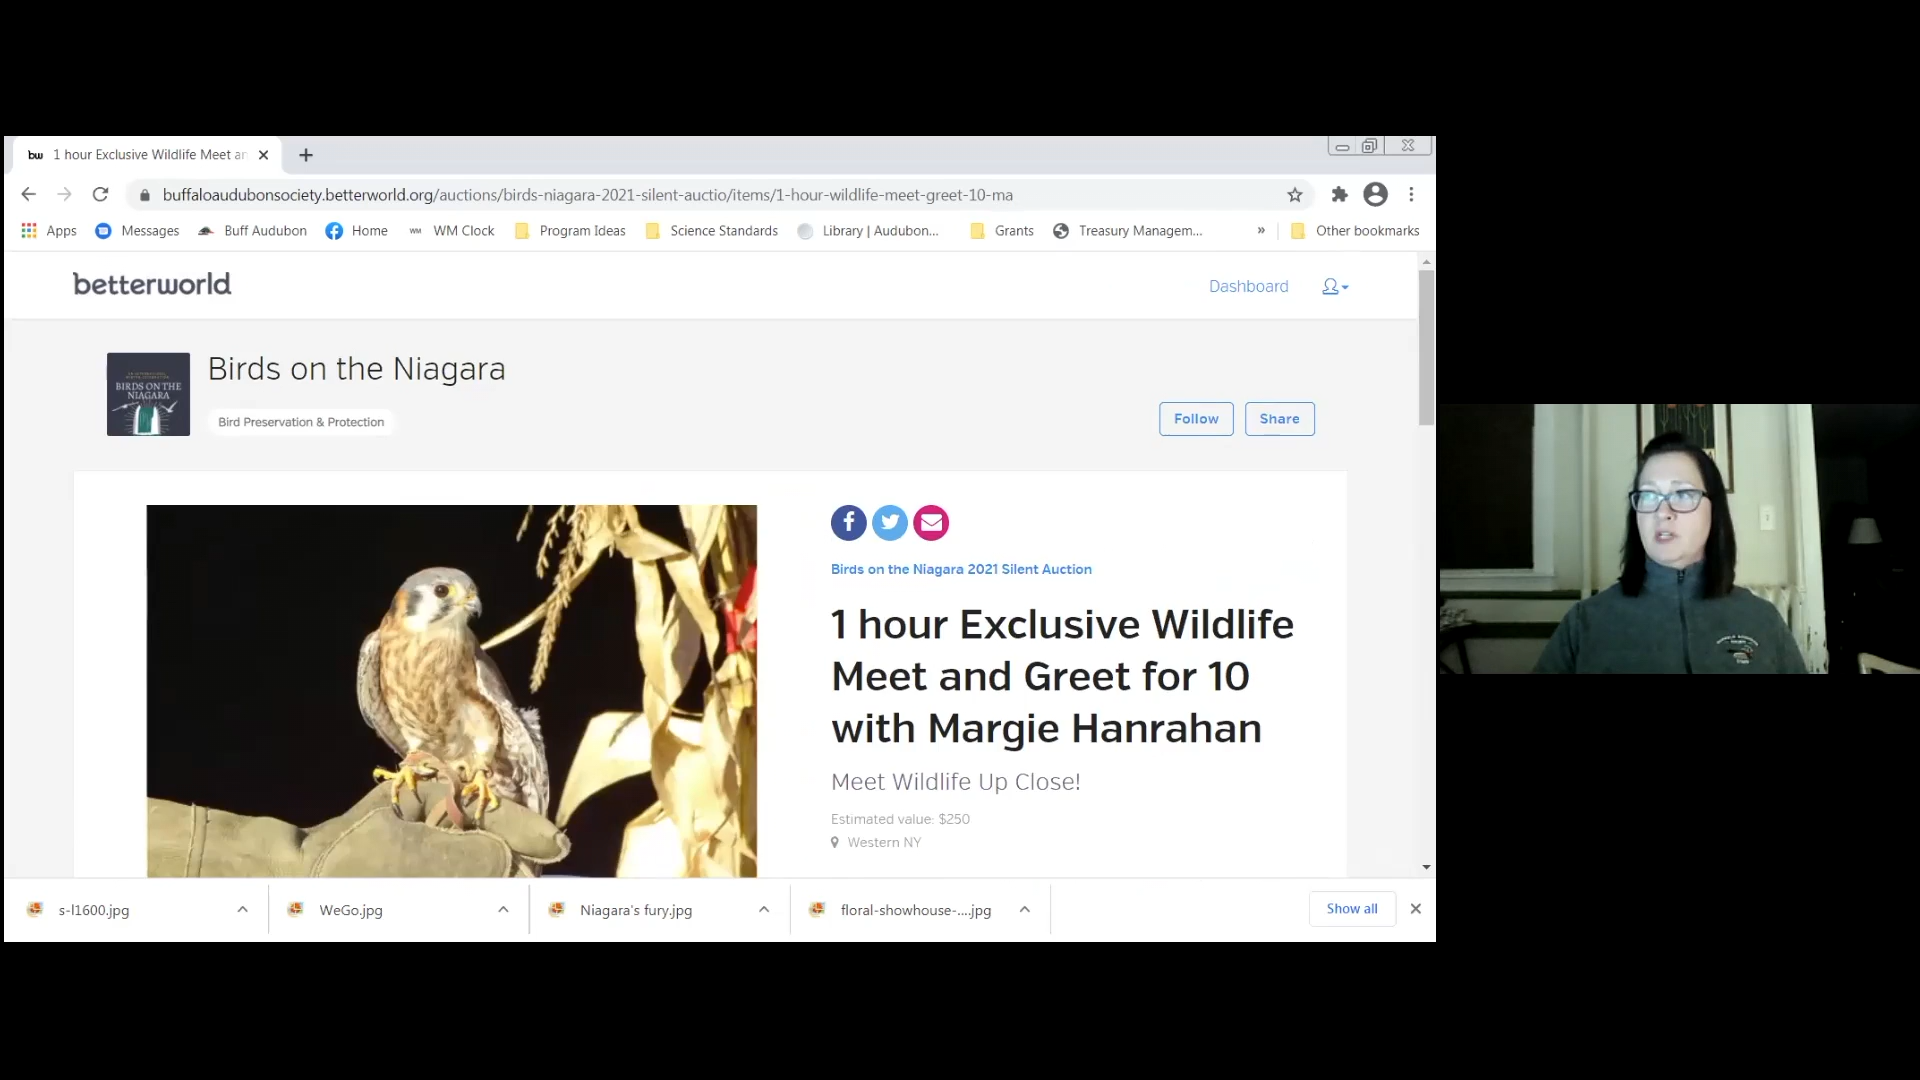 bw 1 hour Exclusive Wildlife Meet an
buffaloaudubonsociety.betterworld.org/auctions/birds-niagara-2021-silent-auctio/items/1-hour-wildlife-meet-greet-10-ma
Apps Messages Buff Audubon Home WM WM Clock Program Ideas Science Standards Library | Audubon... Grants Treasury Managem... » Other bookmarks
betterworld
Dashboard
BIRDS ON THE
NIAGARA
Birds on the Niagara
Bird Preservation & Protection
Follow Share
Birds on the Niagara 2021 Silent Auction
1 hour Exclusive Wildlife
Meet and Greet for 10
with Margie Hanrahan
Meet Wildlife Up Close!
Estimated value: $250
Western NY
s-l1600.jpg WeGo.jpg Niagara's fury.jpg floral-showhouse-....jpg Show all